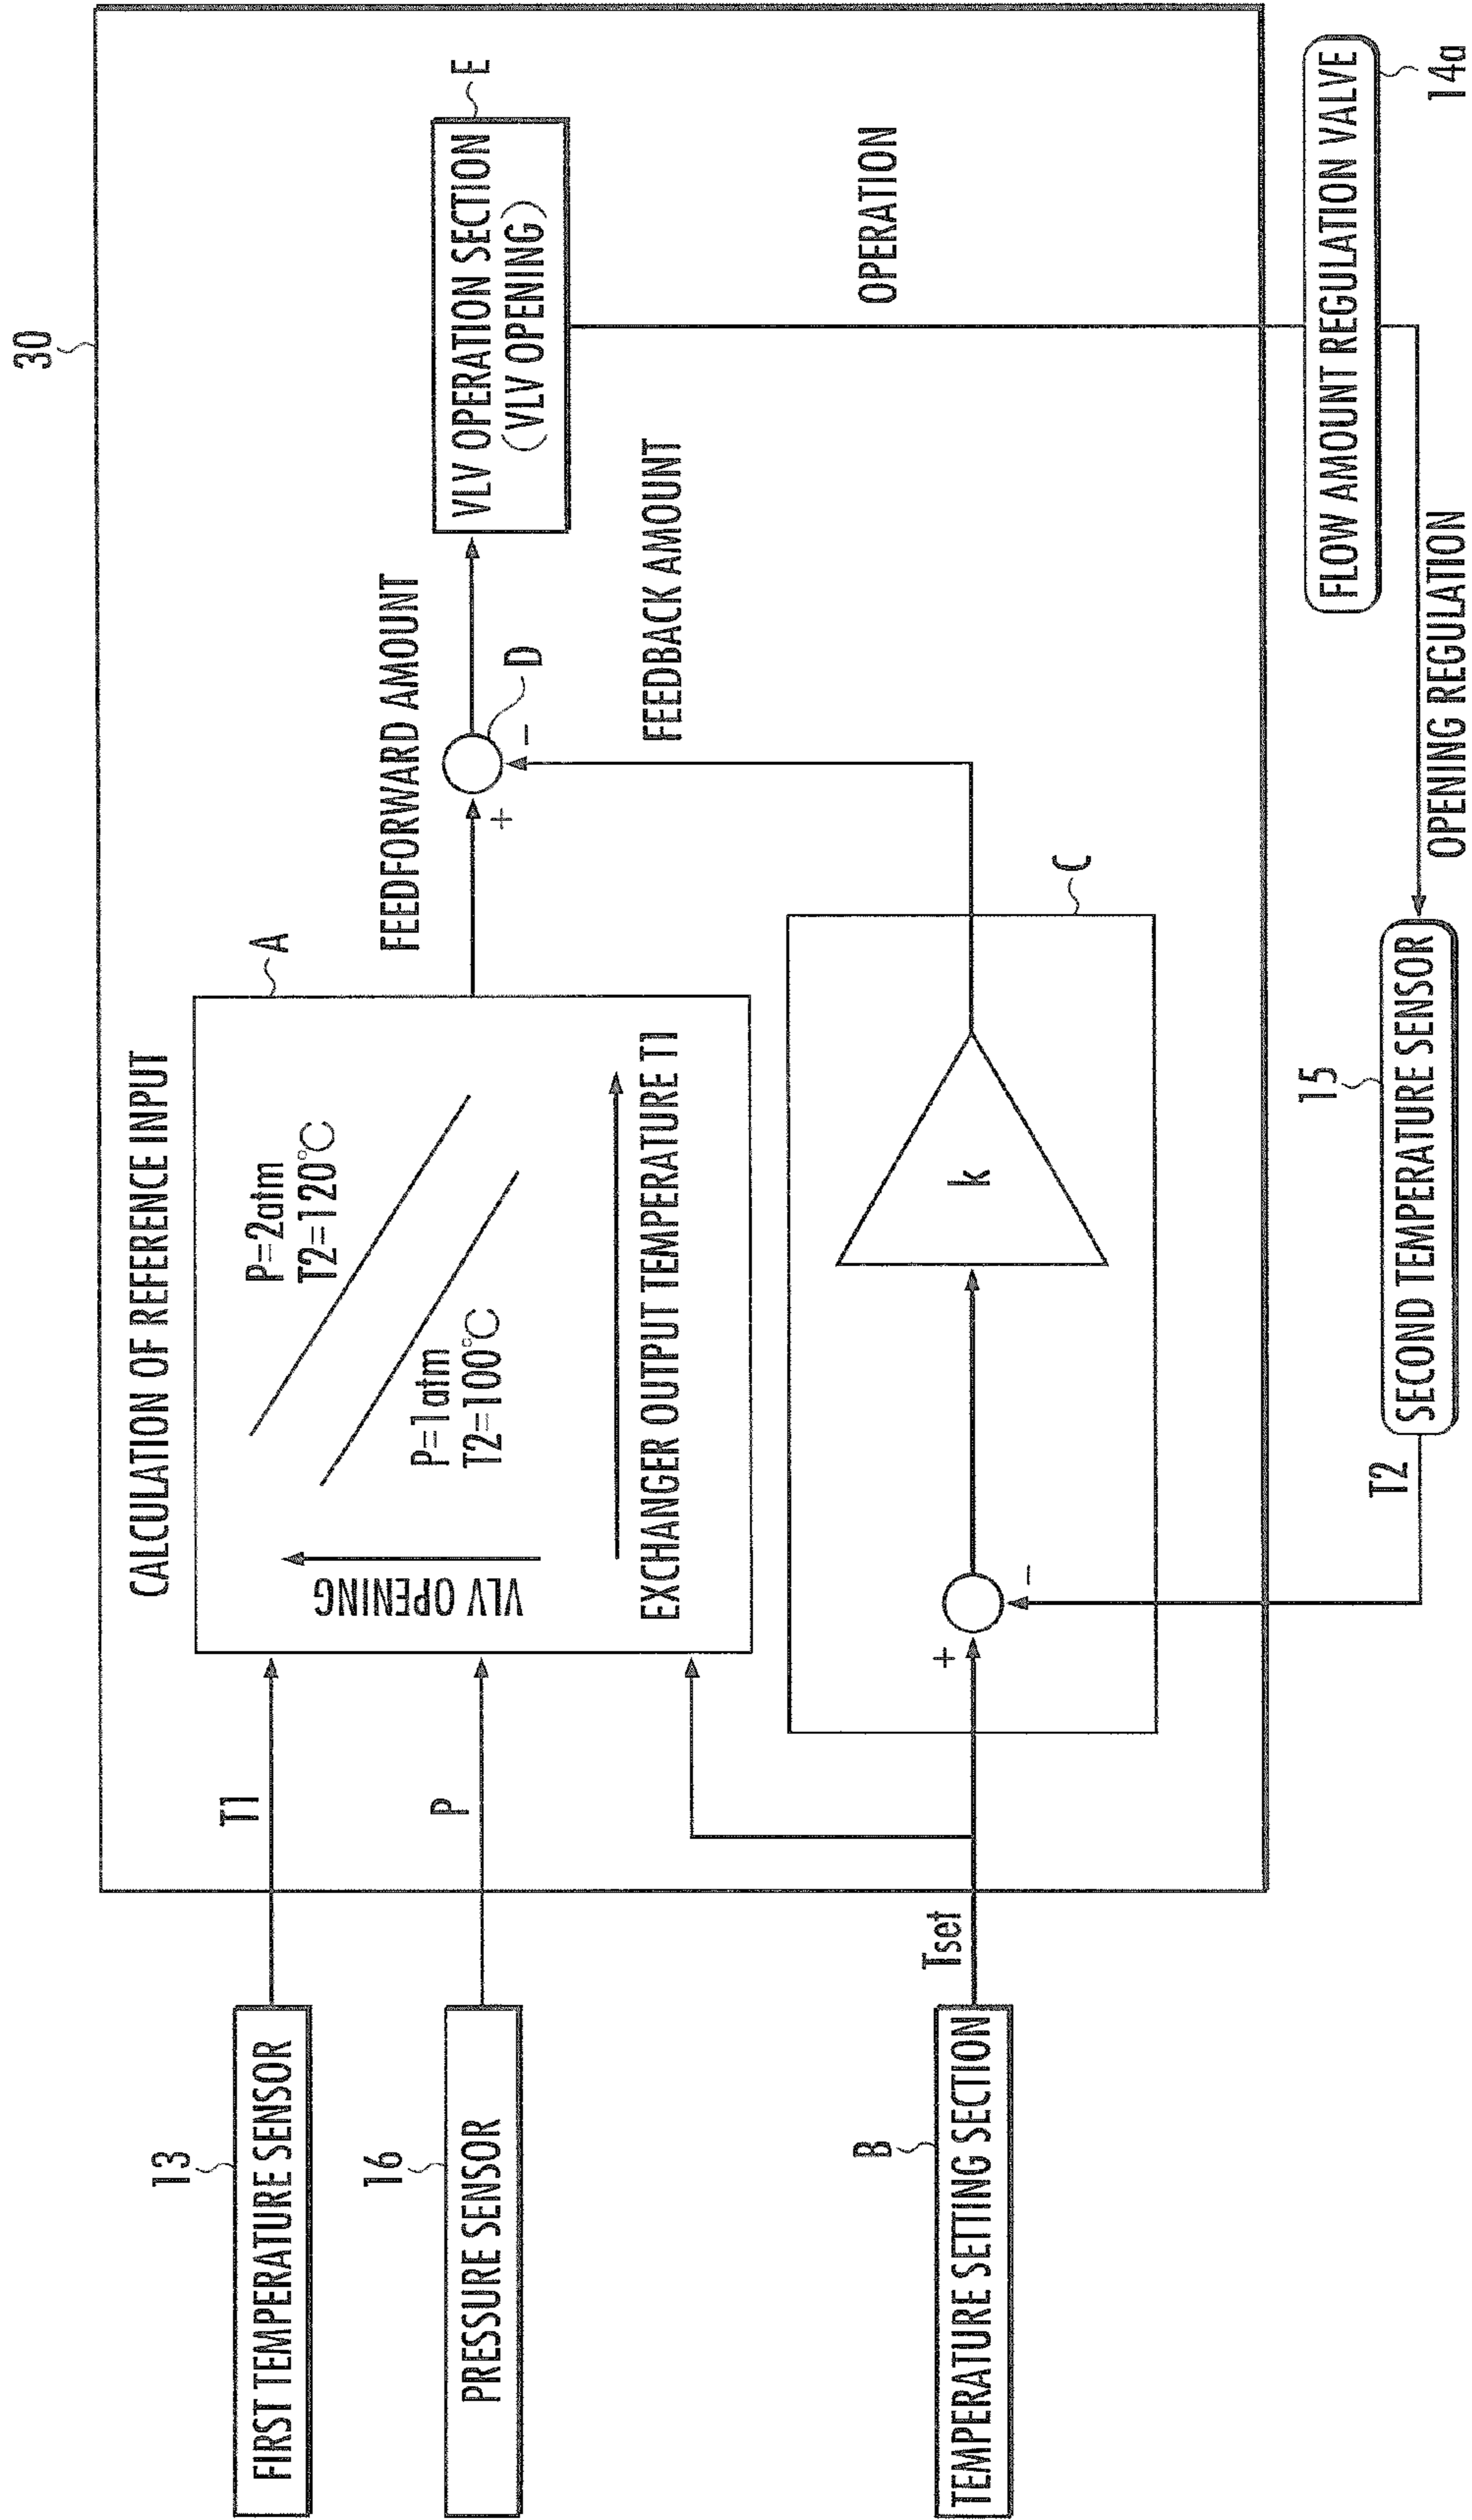 30
CALCULATION OF REFERENCE INPUT
A
13
FIRST TEMPERATURE SENSOR
T1
P=2atm
T2=120°C
P=1atm
T2=100°C
VLV OPENING
EXCHANGER OUTPUT TEMPERATURE T1
16
PRESSURE SENSOR
P
FEEDFORWARD AMOUNT
+
-
D
E
VLV OPERATION SECTION
(VLV OPENING)
FEEDBACK AMOUNT
OPERATION
B
TEMPERATURE SETTING SECTION
Tset
+
-
k
C
T2
15
SECOND TEMPERATURE SENSOR
OPENING REGULATION
FLOW AMOUNT REGULATION VALVE
14a